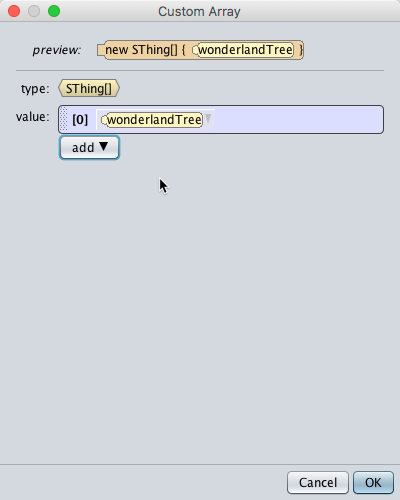 Custom Array
preview: new SThing[] { wonderlandTree }
type: SThing[]
value: [0] wonderlandTree
add
Cancel OK